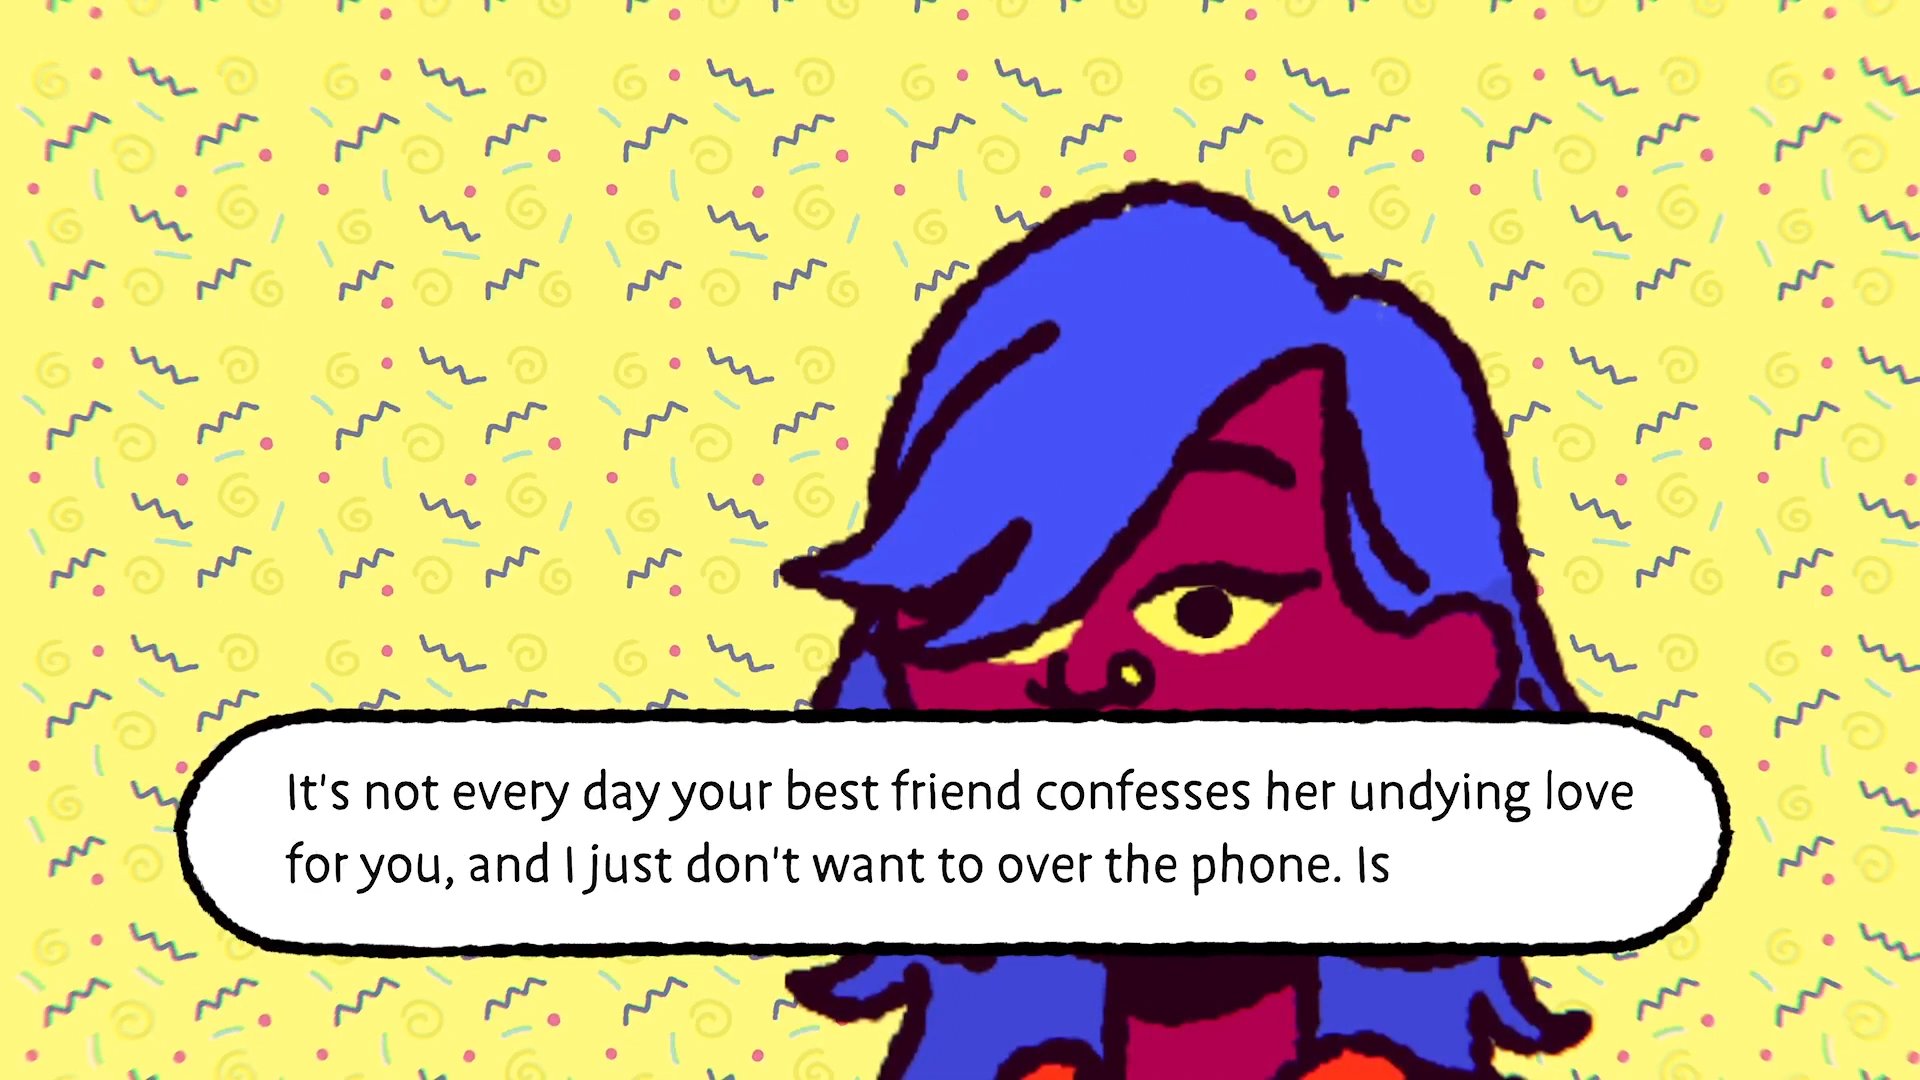 It's not every day your best friend confesses her undying love
for you, and I just don't want to over the phone. Is